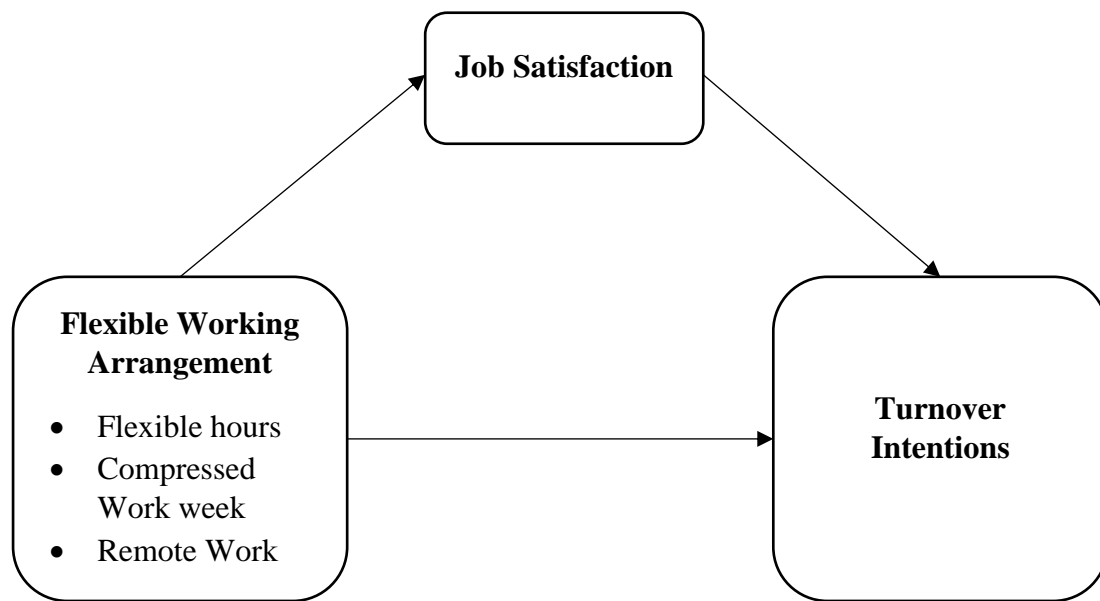 Job Satisfaction
Flexible Working
Arrangement
• Flexible hours
• Compressed
Work week
• Remote Work
Turnover
Intentions